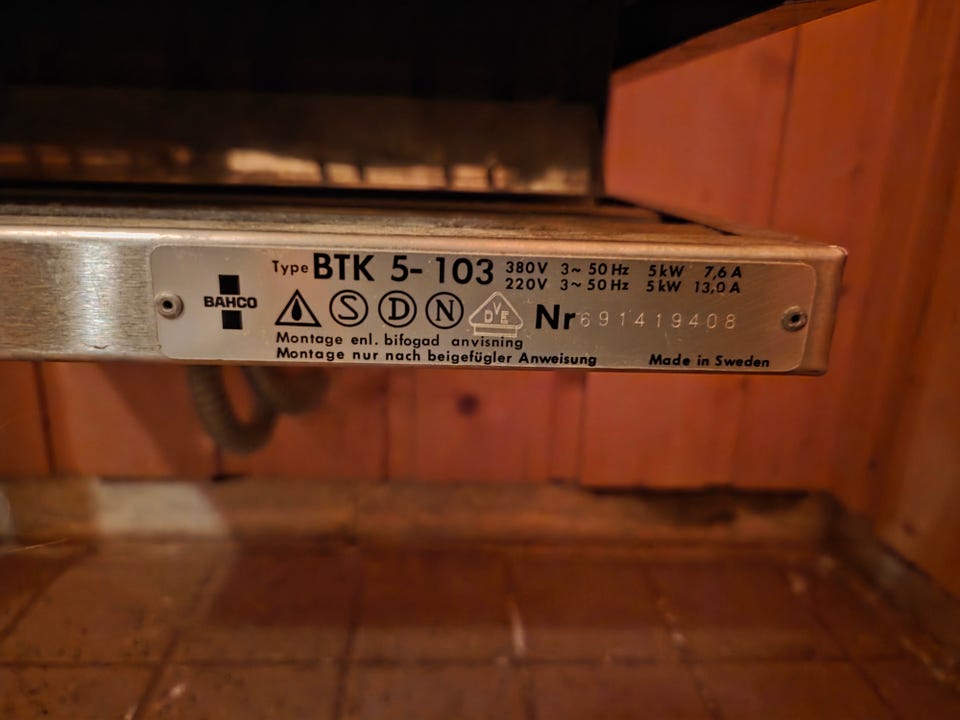 BAHCO
Type BTK 5-103 380V 3~ 50Hz 5kW 7,6A
220V 3~ 50Hz 5kW 13,0A
S D N DVE Nr 691419408
Montage enl. bifogad anvisning
Montage nur nach beigefügler Anweisung Made in Sweden